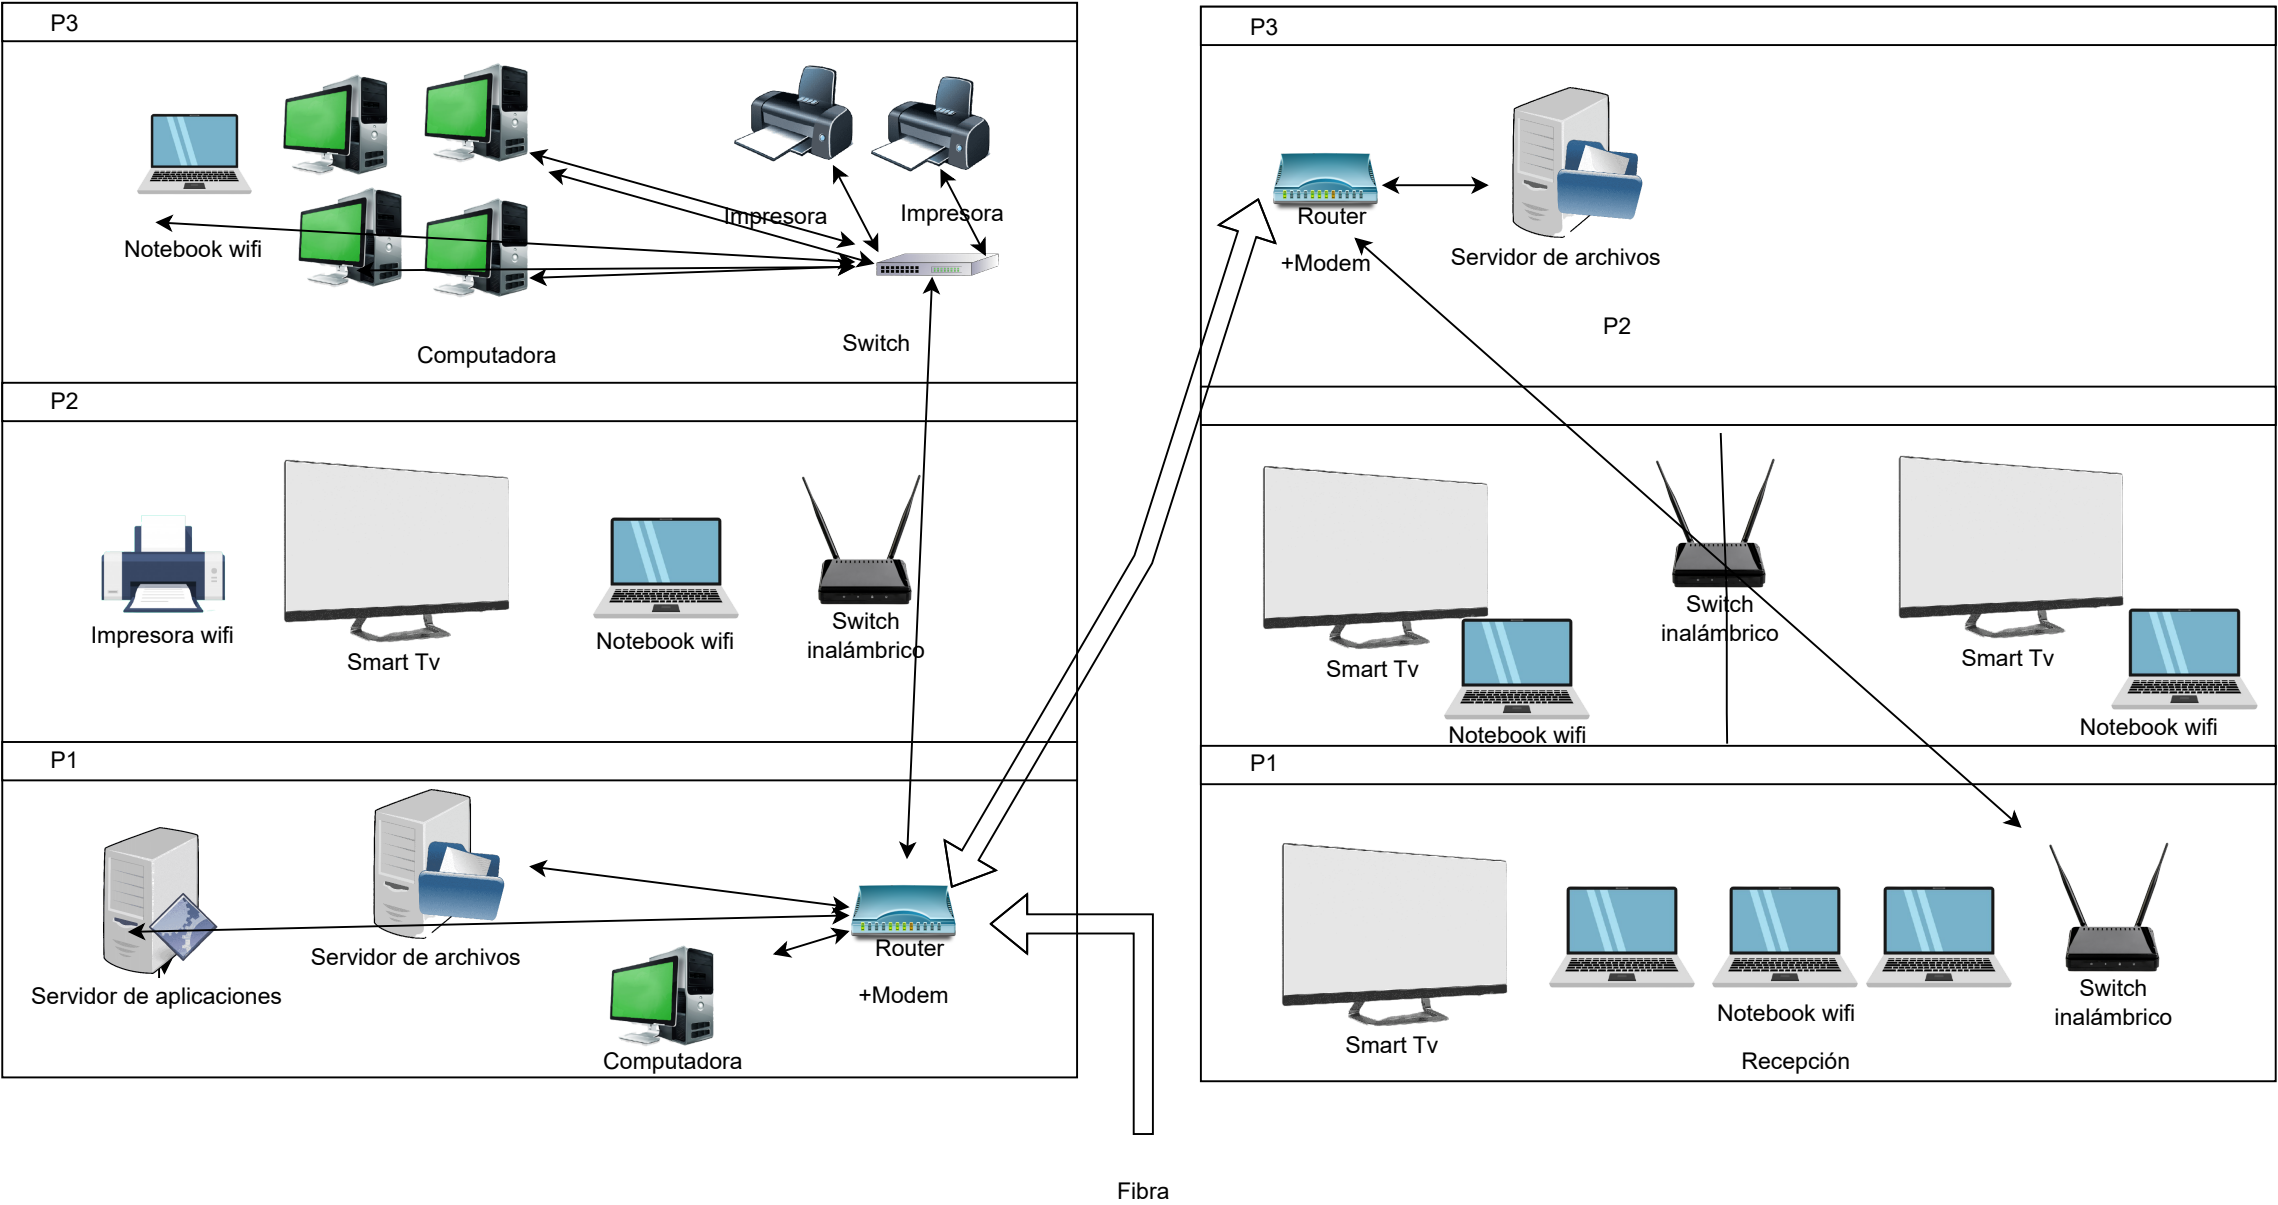 P3
Notebook wifi
Impresora
Impresora
Computadora
Switch
P2
Impresora wifi
Smart Tv
Notebook wifi
Switch
inalámbrico
P1
Servidor de aplicaciones
Servidor de archivos
Computadora
Router
+Modem
P3
Router
+Modem
Servidor de archivos
P2
Smart Tv
Notebook wifi
Switch
inalámbrico
Smart Tv
Notebook wifi
P1
Smart Tv
Notebook wifi
Recepción
Switch
inalámbrico
Fibra